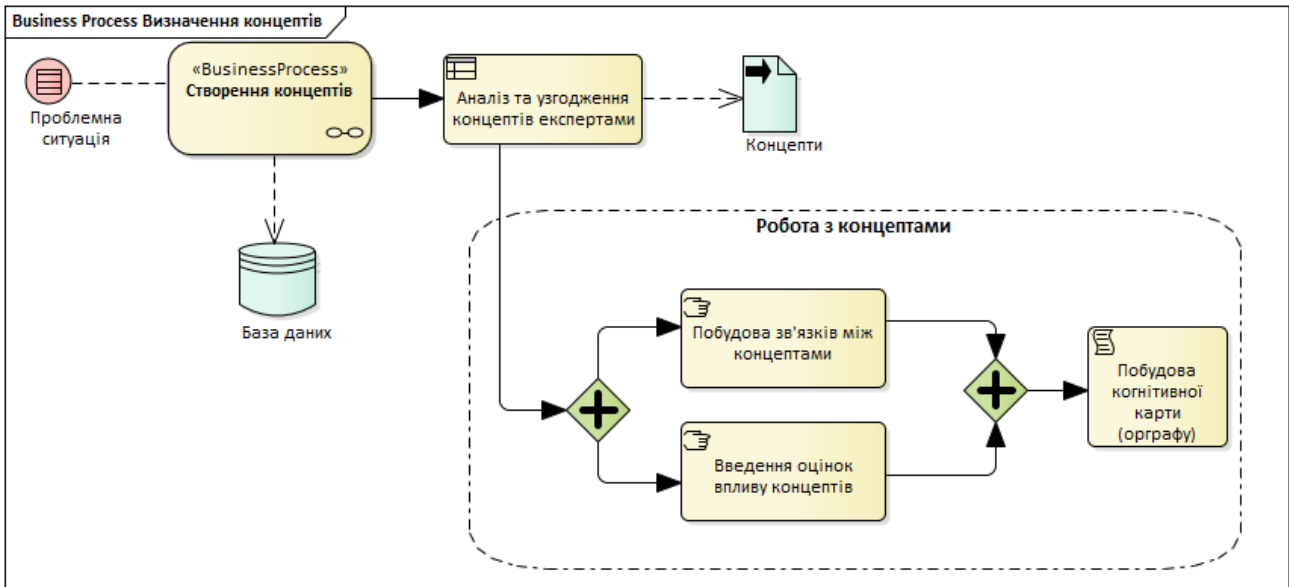 Business Process Визначення концептів
Проблемна
ситуація
«BusinessProcess»
Створення концептів
Аналіз та узгодження
концептів експертами
Концепти
База даних
Робота з концептами
Побудова зв'язків між
концептами
Введення оцінок
впливу концептів
Побудова
когнітивної
карти
(орграфу)